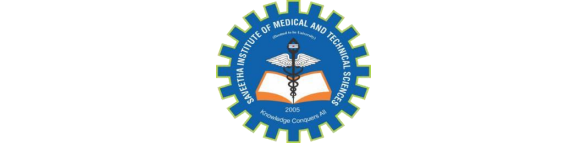 SAVEETHA INSTITUTE OF MEDICAL AND TECHNICAL SCIENCES
(Deemed to be University)
2005
Knowledge Conquers All